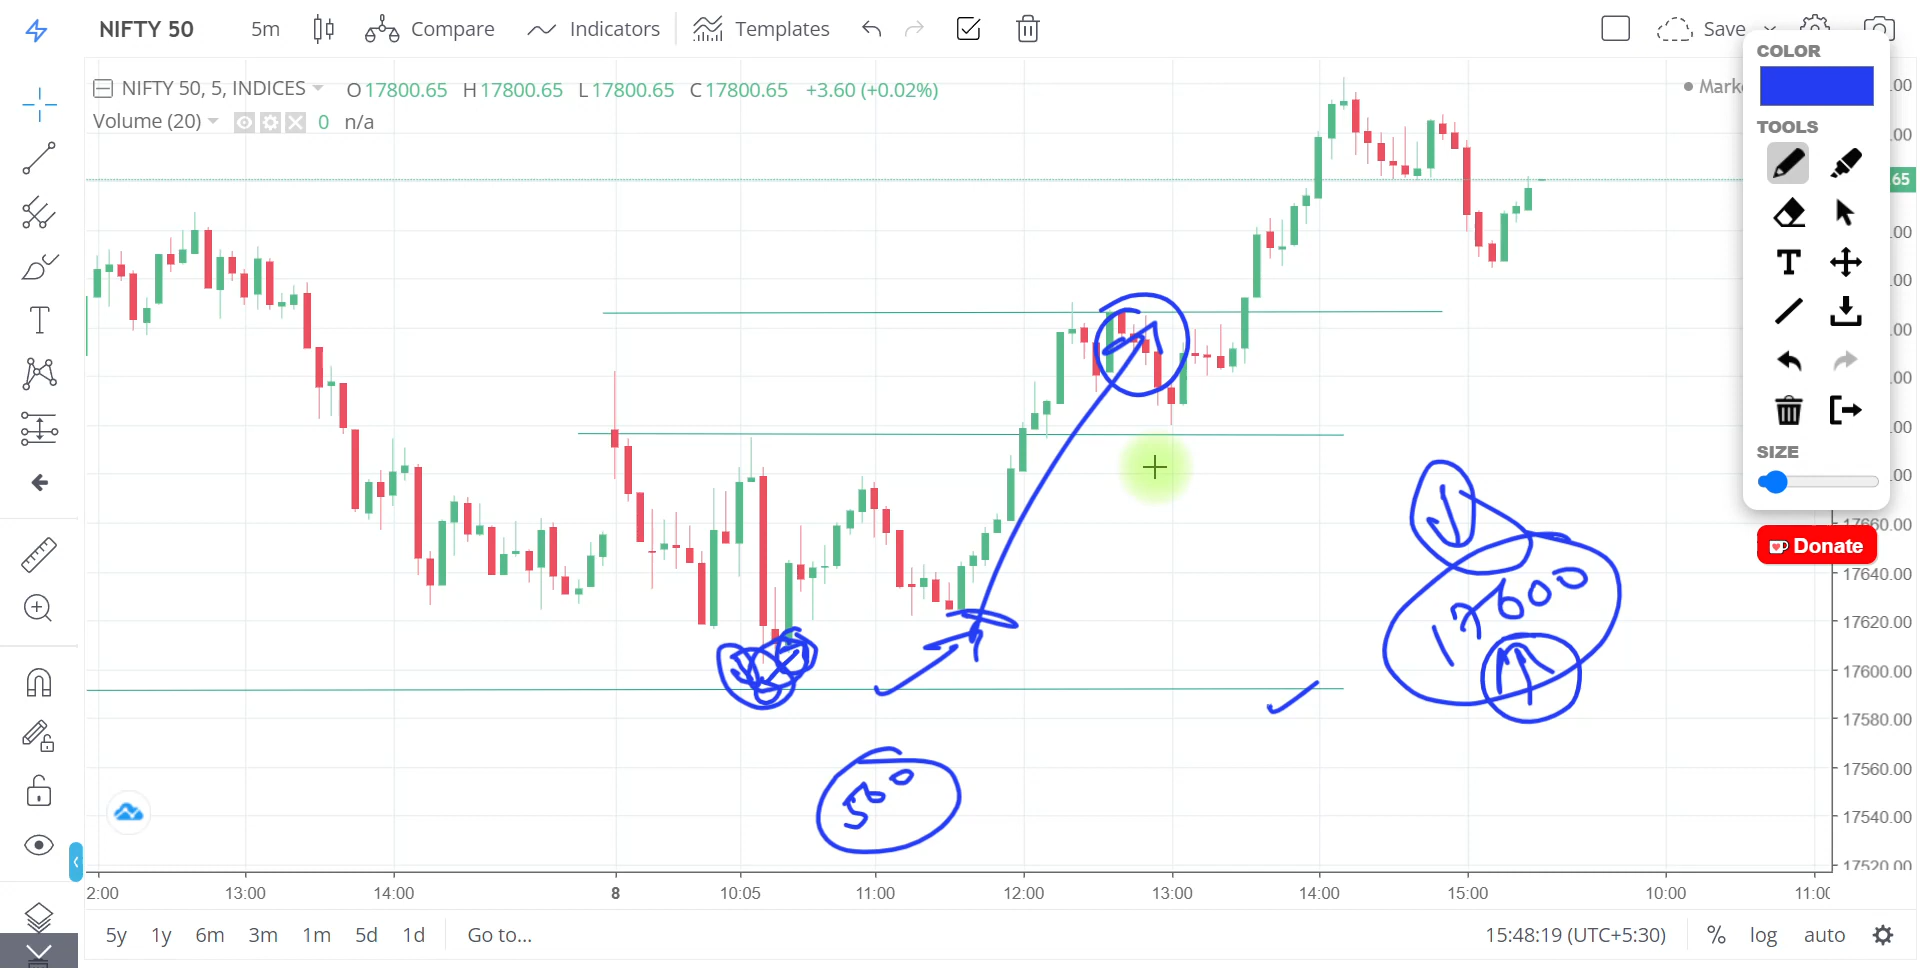 NIFTY 50 5m Compare Indicators Templates Save
COLOR
NIFTY 50, 5, INDICES O17800.65 H17800.65 L17800.65 C17800.65 +3.60 (+0.02%)
Volume (20) 0 n/a
TOOLS
65
T
T
SIZE
17660.00
Donate
17640.00
17620.00
17600.00
17580.00
17560.00
17540.00
17520.00
17600
500
2:00 13:00 14:00 8 10:05 11:00 12:00 13:00 14:00 15:00 10:00
5y 1y 6m 3m 1m 5d 1d Go to... 15:48:19 (UTC+5:30) % log auto